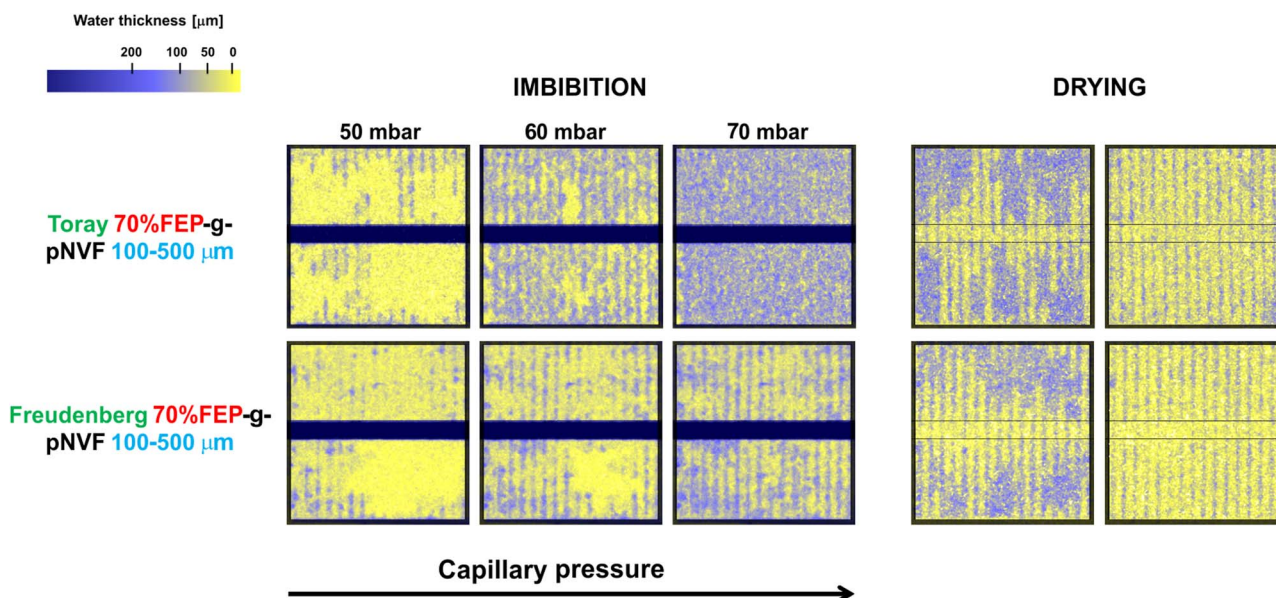 Water thickness [μm]
200 100 50 0
IMBIBITION
DRYING
50 mbar
60 mbar
70 mbar
Toray 70%FEP-g-
pNVF 100-500 μm
Freudenberg 70%FEP-g-
pNVF 100-500 μm
Capillary pressure